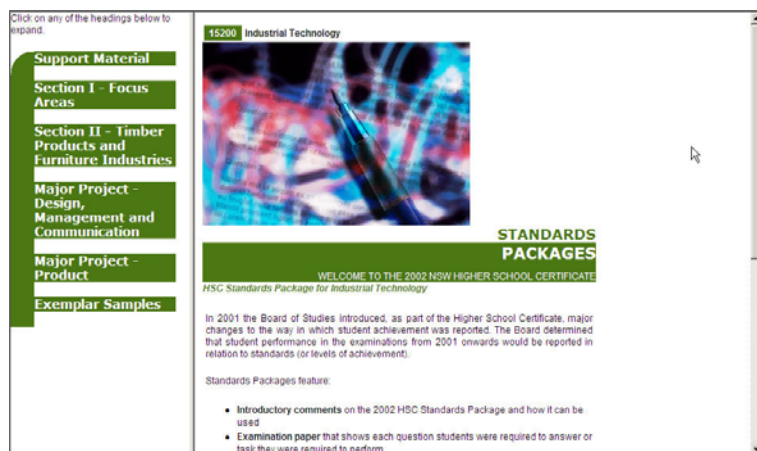 Click on any of the headings below to
expand.
Support Material
Section I - Focus
Areas
Section II - Timber
Products and
Furniture Industries
Major Project -
Design,
Management and
Communication
Major Project -
Product
Exemplar Samples
15200 Industrial Technology
STANDARDS
PACKAGES
WELCOME TO THE 2002 NSW HIGHER SCHOOL CERTIFICATE
HSC Standards Package for Industrial Technology
In 2001 the Board of Studies introduced, as part of the Higher School Certificate, major
changes to the way in which student achievement was reported. The Board determined
that student performance in the examinations from 2001 onwards would be reported in
relation to standards (or levels of achievement).
Standards Packages feature:
• Introductory comments on the 2002 HSC Standards Package and how it can be
used
• Examination paper that shows each question students were required to answer or
task they were required to perform